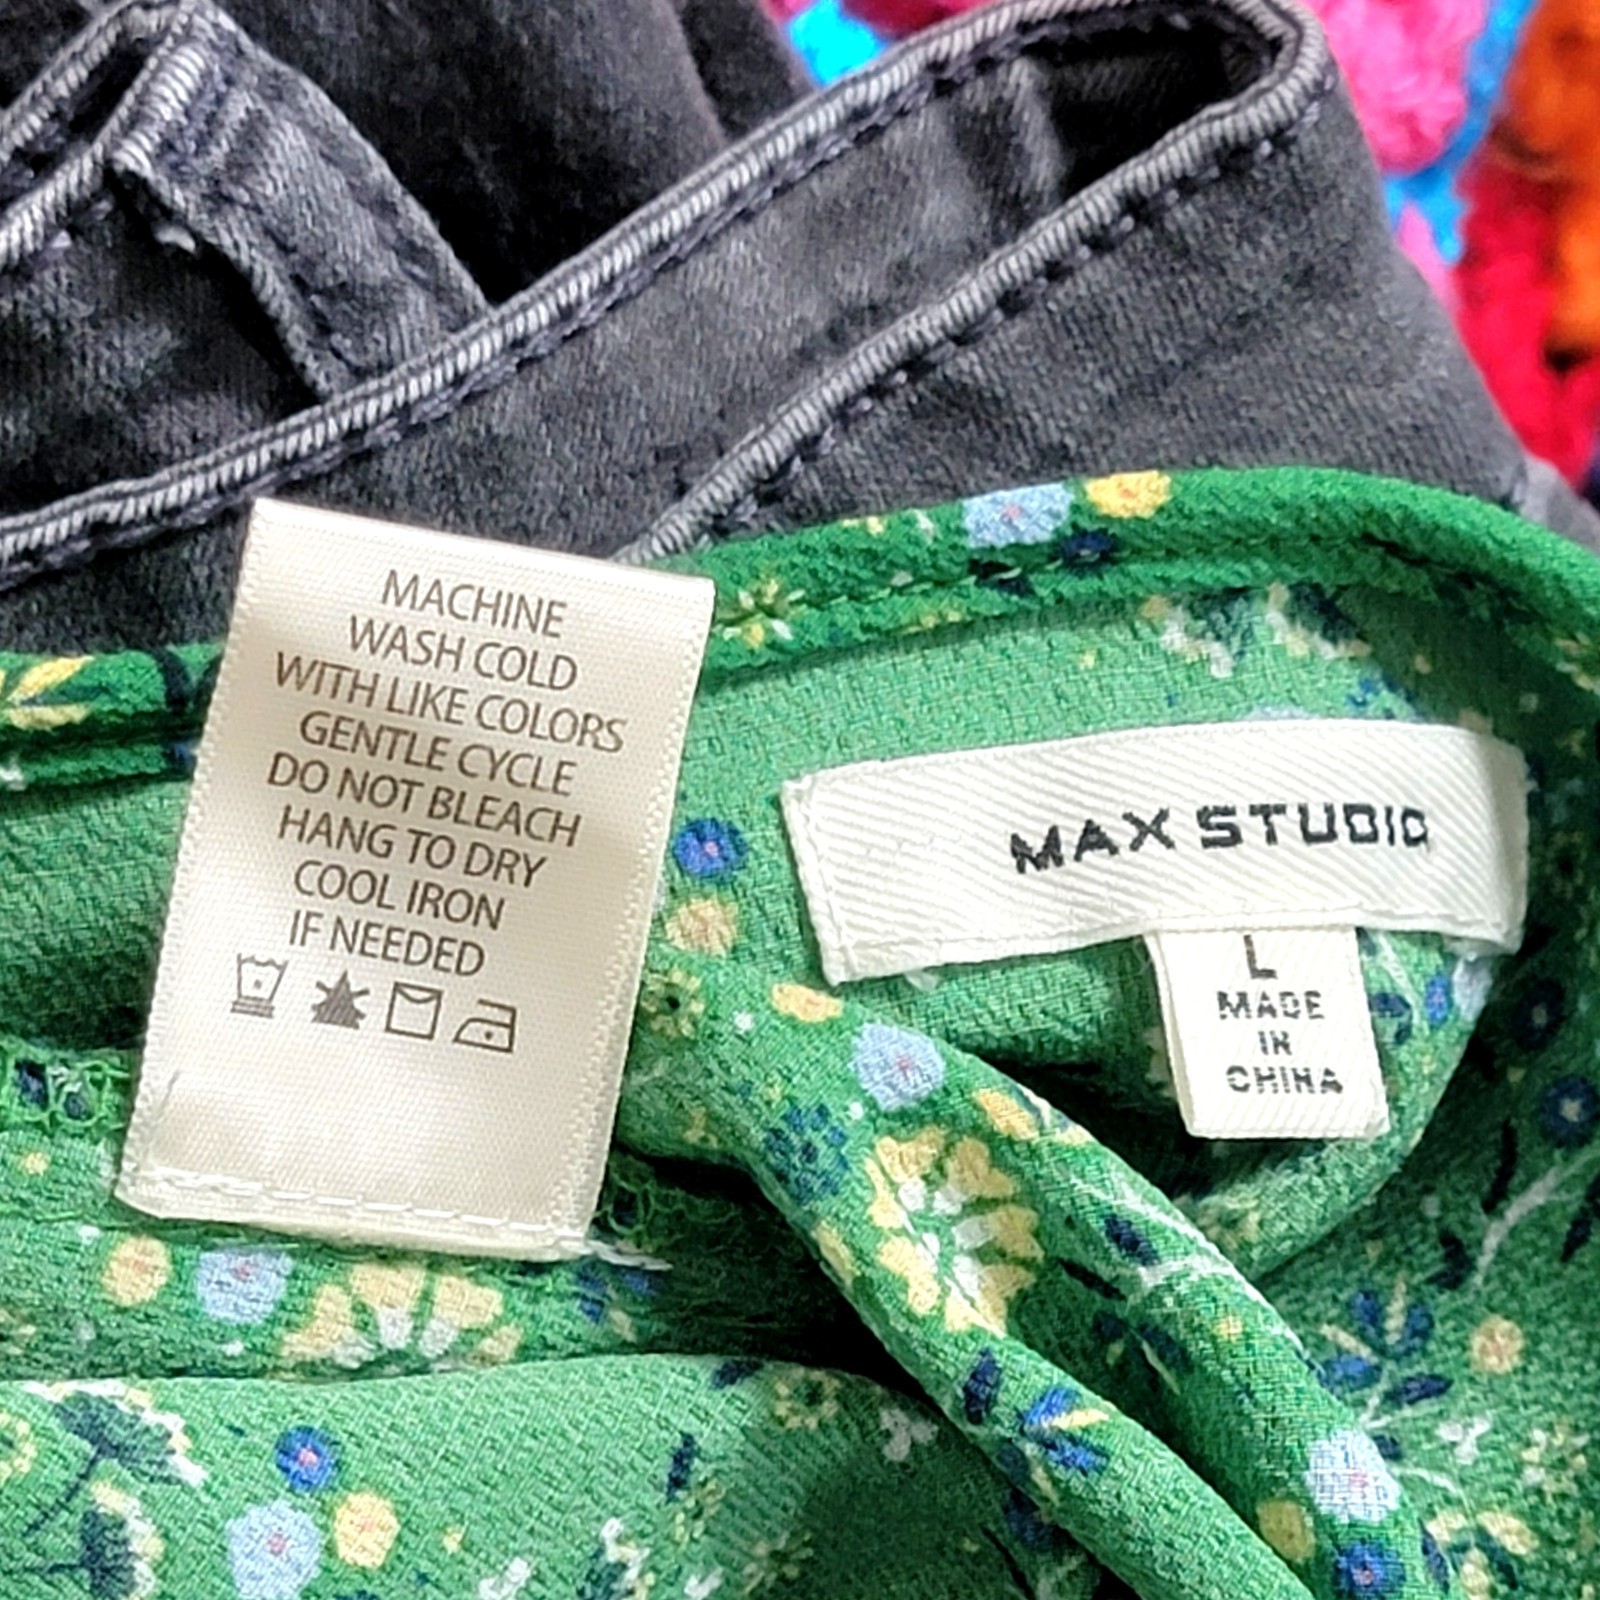 MACHINE
WASH COLD
WITH LIKE COLORS
GENTLE CYCLE
DO NOT BLEACH
HANG TO DRY
COOL IRON
IF NEEDED
MAX STUDIO
L
MADE
IN
CHINA